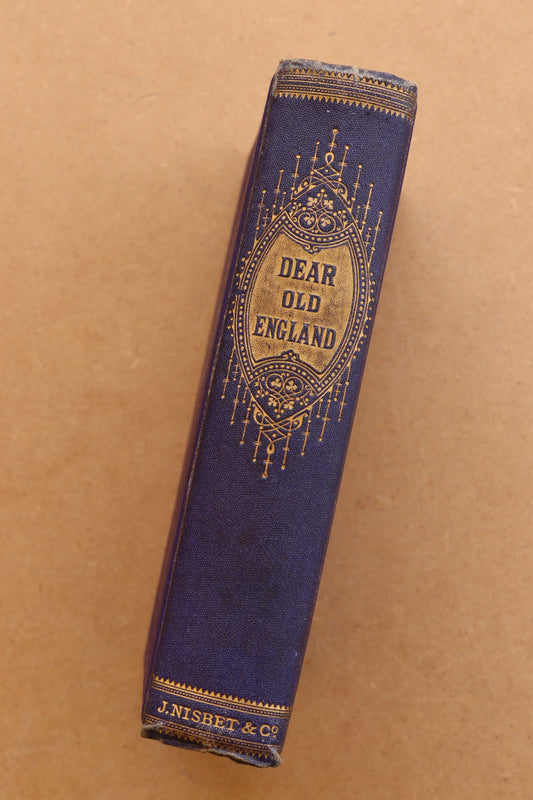 DEAR
OLD
ENGLAND
J. NISBET & Co